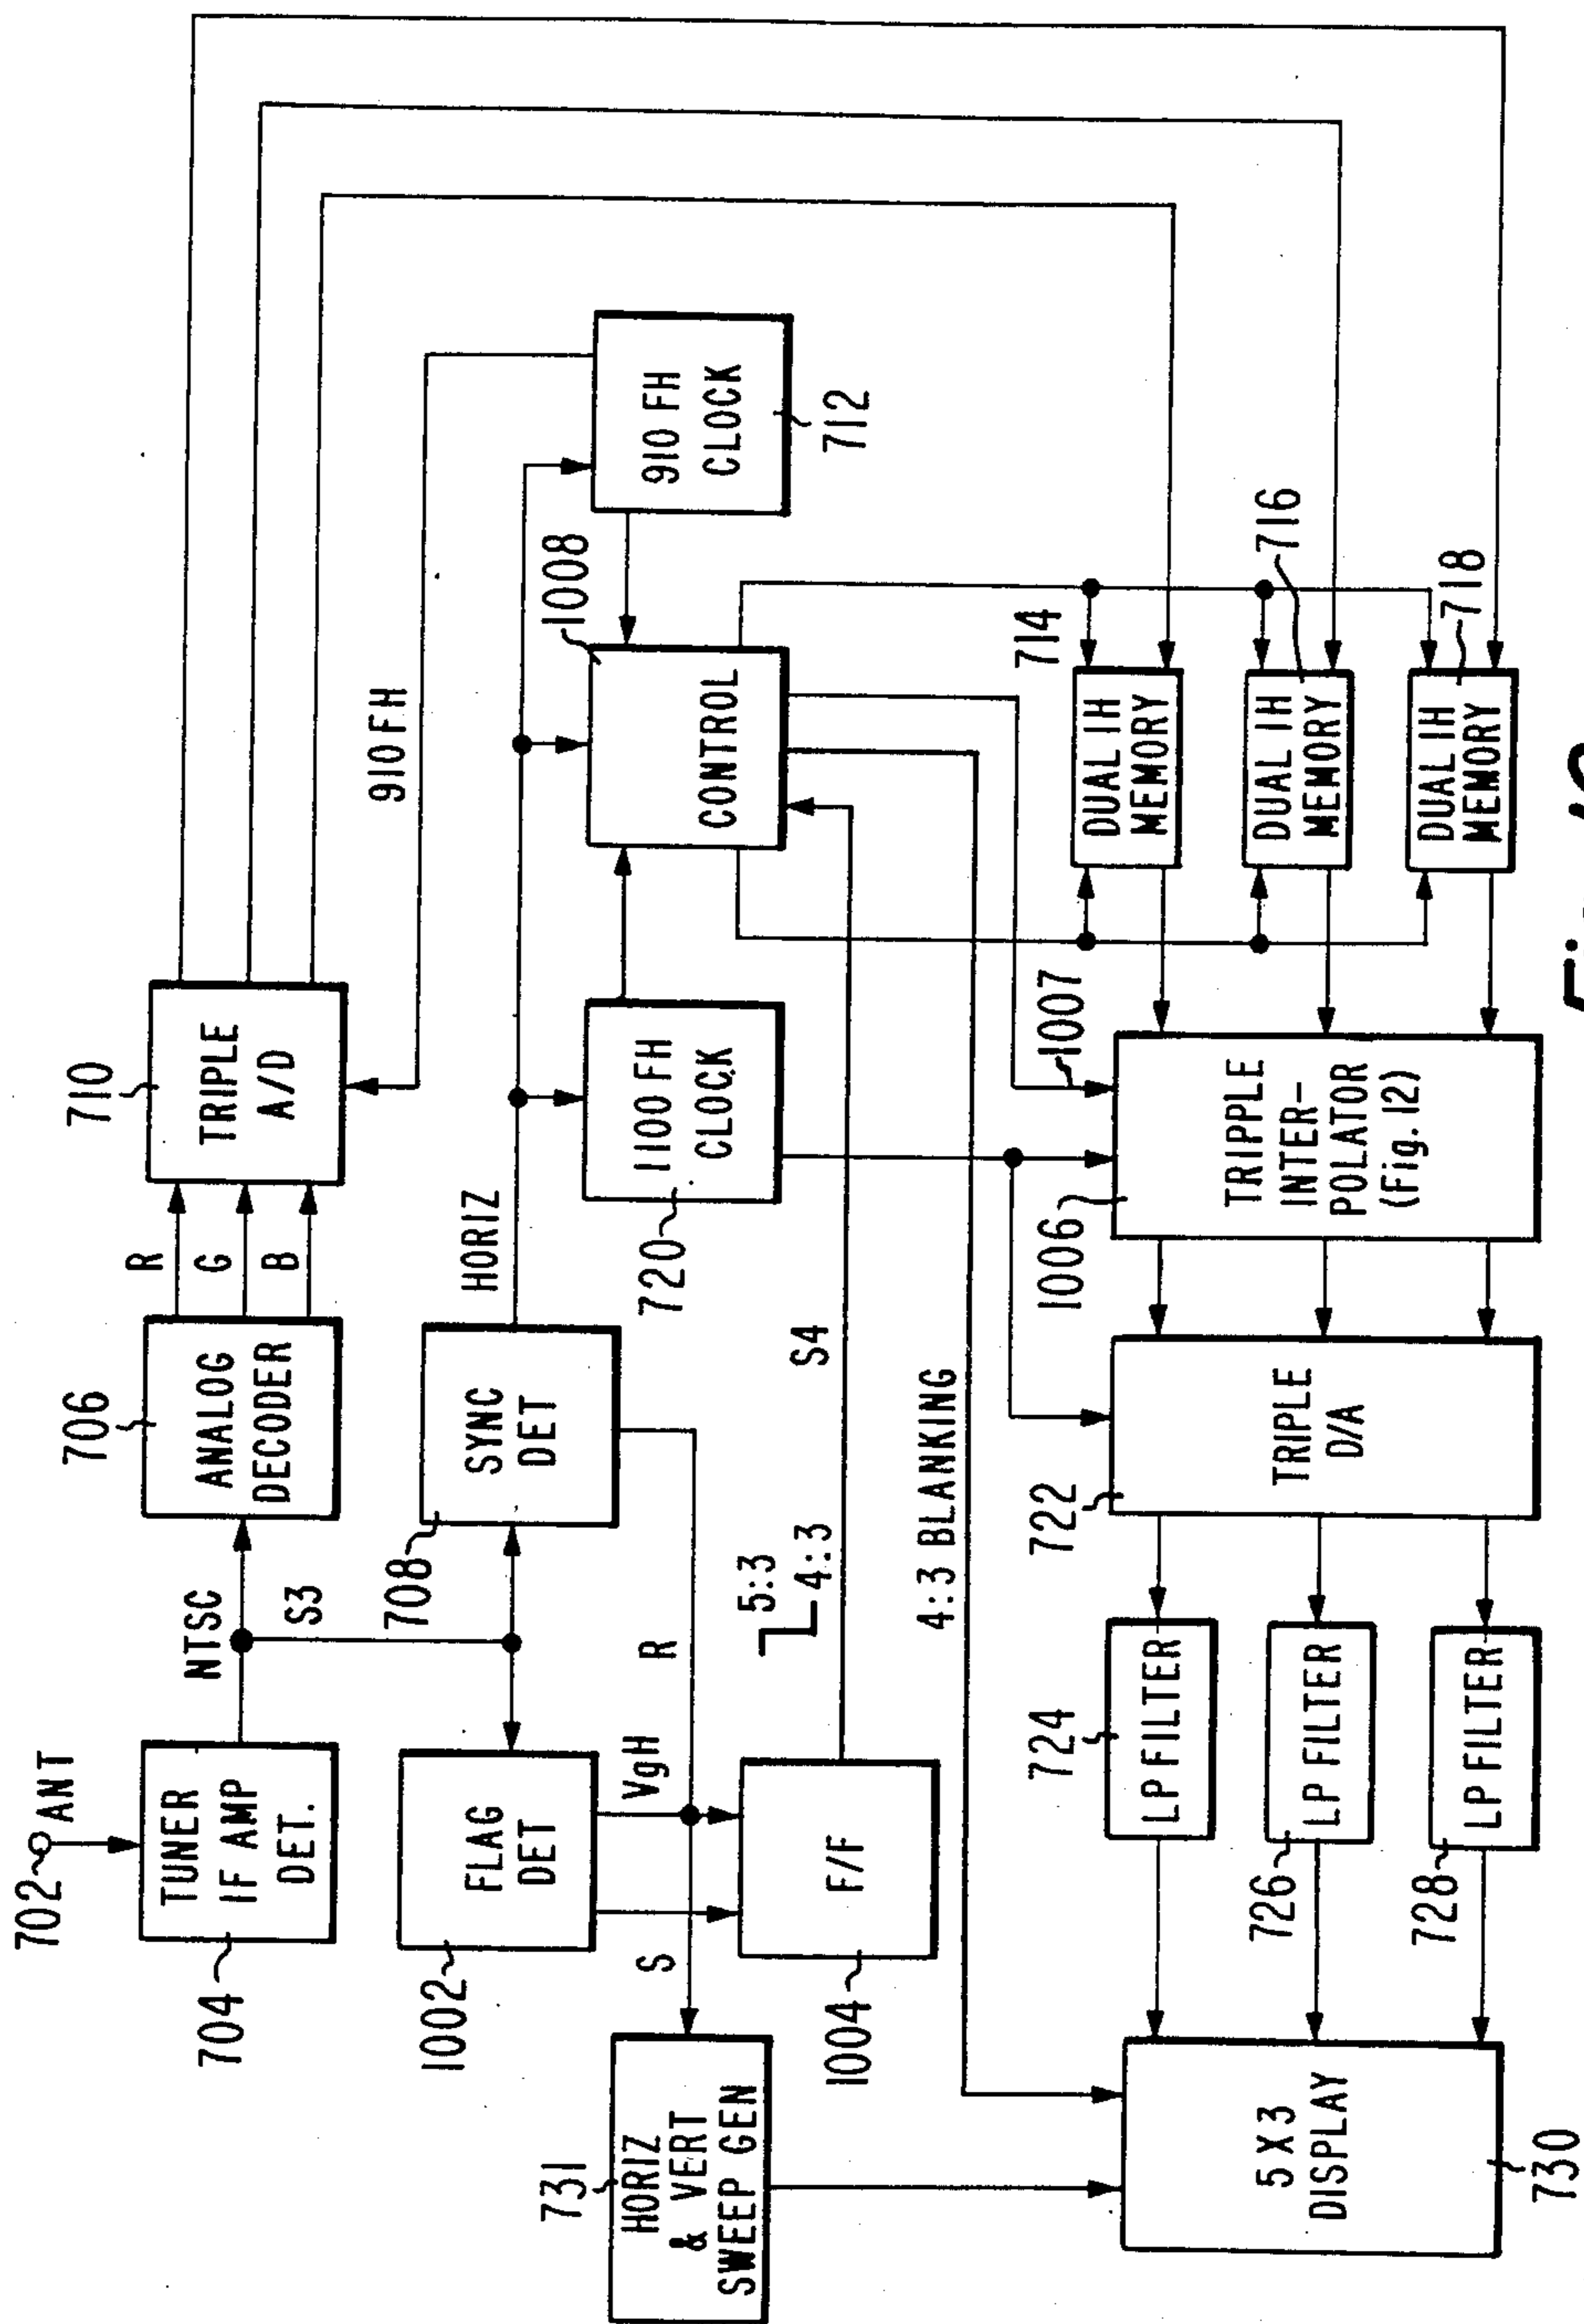 702
ANT
TUNER
IF AMP
DET.
704
NTSC
S3
706
ANALOG
DECODER
R
G
B
710
TRIPLE
A/D
910 FH
1002
FLAG
DET
708
SYNC
DET
HORIZ
VgH
R
S
731
HORIZ
& VERT
SWEEP GEN
F/F
1004
5:3
4:3
S4
720
1100 FH
CLOCK
1008
CONTROL
910 FH
CLOCK
712
4:3 BLANKING
5 X 3
DISPLAY
730
724
LP FILTER
726
LP FILTER
728
LP FILTER
722
TRIPLE
D/A
1006
1007
TRIPPLE
INTER-
POLATOR
(Fig. 12)
714
DUAL 1H
MEMORY
716
DUAL 1H
MEMORY
718
DUAL 1H
MEMORY